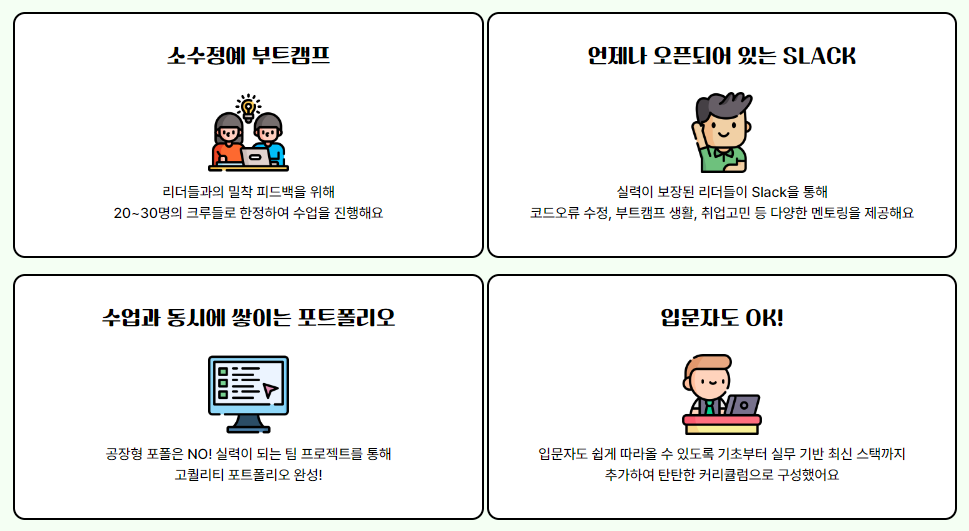 소수정예 부트캠프
리더들과의 밀착 피드백을 위해
20~30명의 크루들로 한정하여 수업을 진행해요
언제나 오픈되어 있는 SLACK
실력이 보장된 리더들이 Slack을 통해
코드오류 수정, 부트캠프 생활, 취업고민 등 다양한 멘토링을 제공해요
수업과 동시에 쌓이는 포트폴리오
공장형 포폴은 NO! 실력이 되는 팀 프로젝트를 통해
고퀄리티 포트폴리오 완성!
입문자도 OK!
입문자도 쉽게 따라올 수 있도록 기초부터 실무 기반 최신 스택까지
추가하여 탄탄한 커리큘럼으로 구성했어요